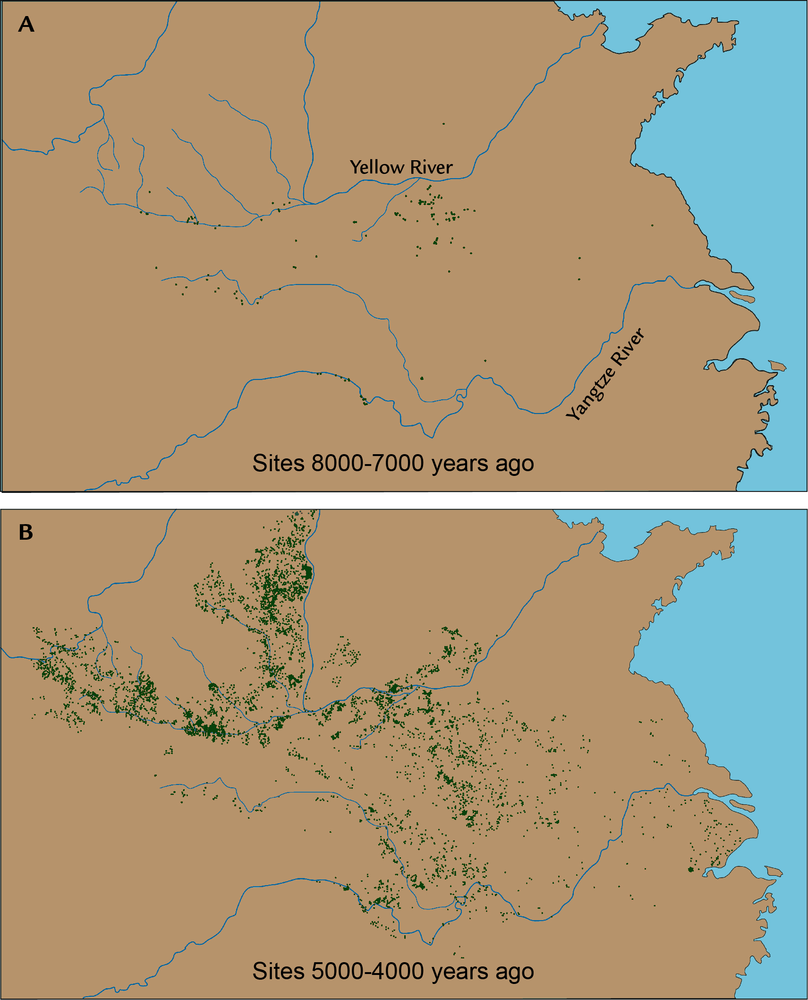 A
Yellow River
Yangtze River
Sites 8000-7000 years ago
B
Sites 5000-4000 years ago